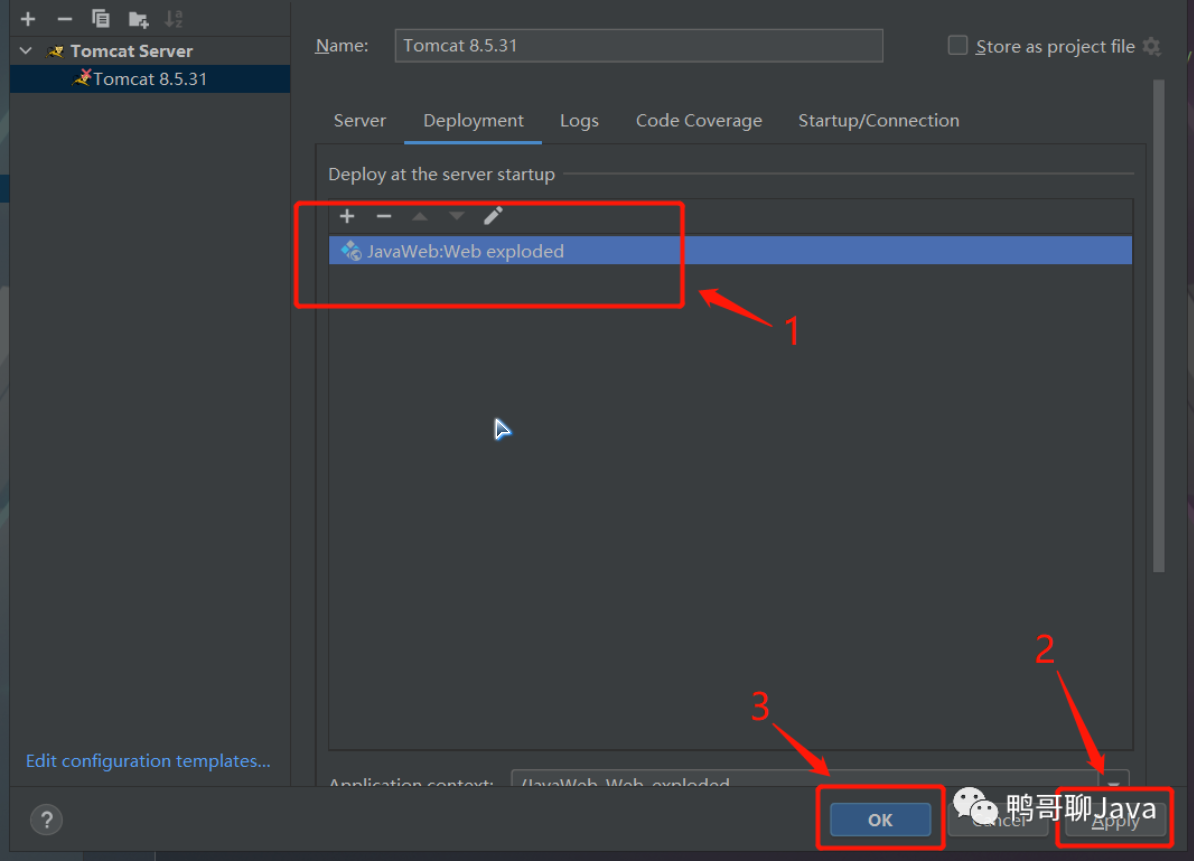 Tomcat Server
Tomcat 8.5.31
Name: Tomcat 8.5.31 Store as project file
Server Deployment Logs Code Coverage Startup/Connection
Deploy at the server startup
JavaWeb:Web exploded
1
2
3
Edit configuration templates...
Application context: /JavaWeb_Web_exploded
? OK Cancel Apply
鸭哥聊Java